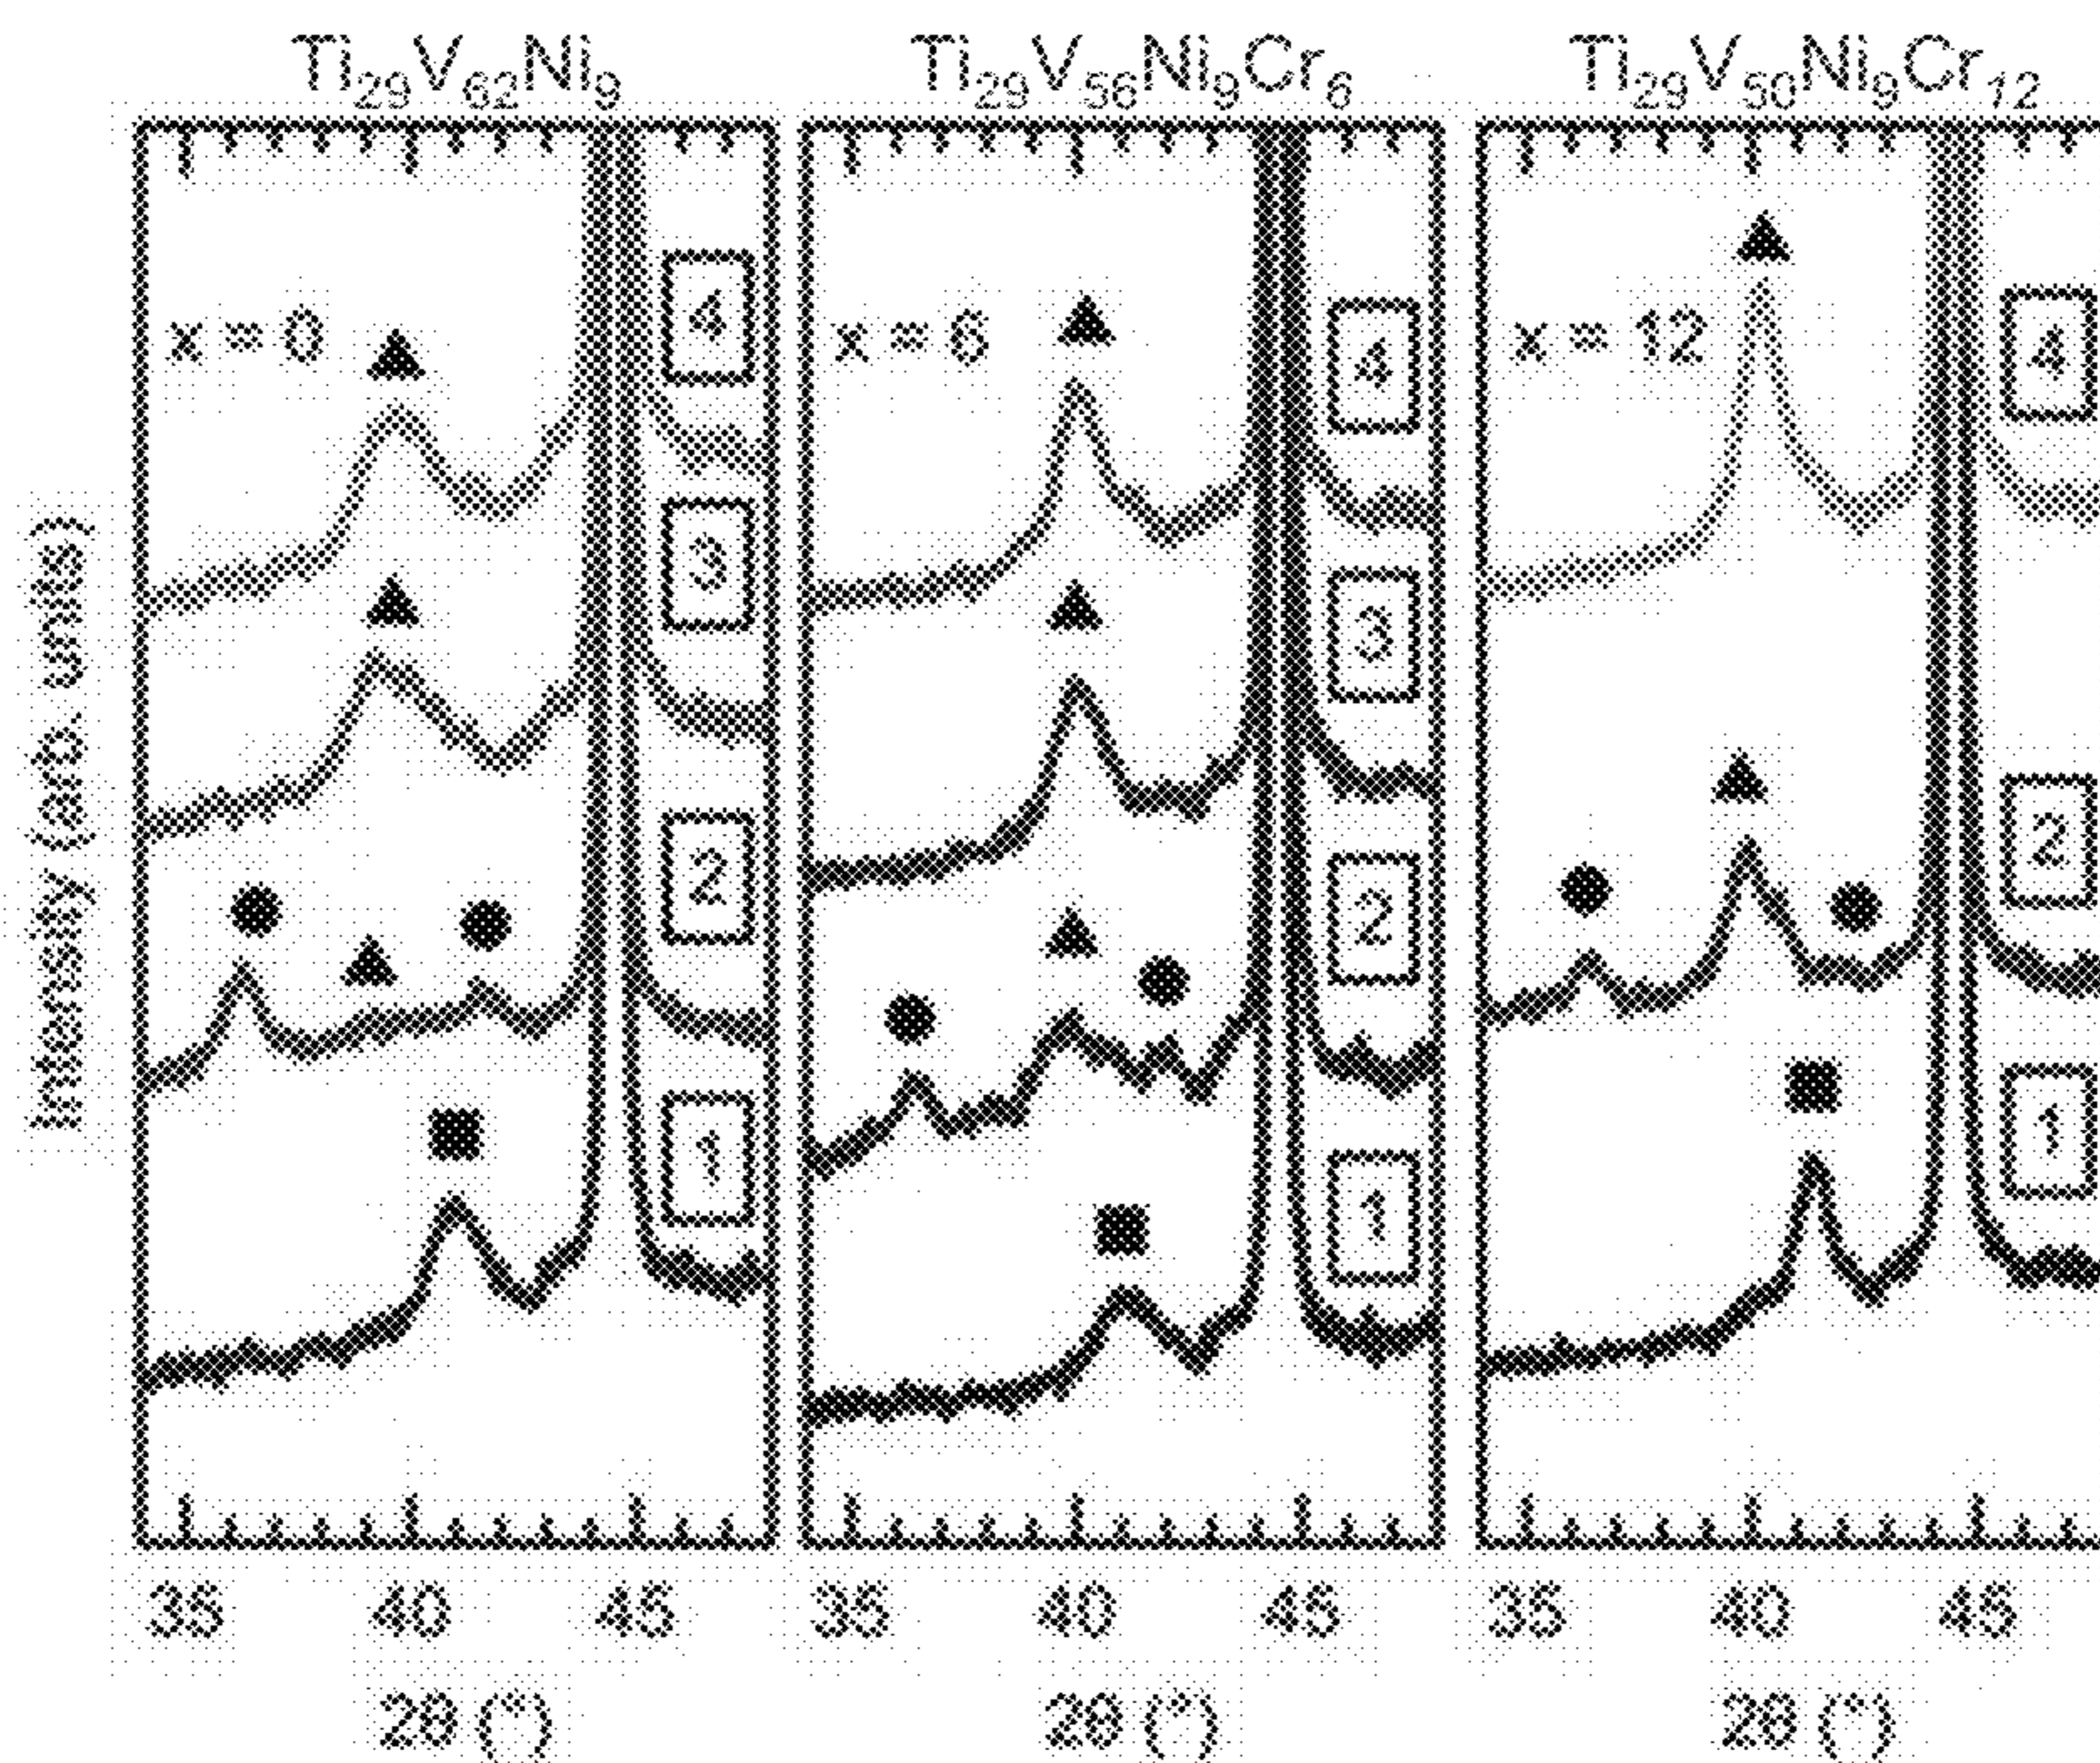 Ti29V62Ni9 Ti29V56Ni9Cr6 Ti29V50Ni9Cr12
x = 0 x = 6 x = 12
4 4 4
3 3
2 2 2
1 1 1
Intensity (arb. units)
35 40 45 35 40 45 35 40 45
2θ (°) 2θ (°) 2θ (°)